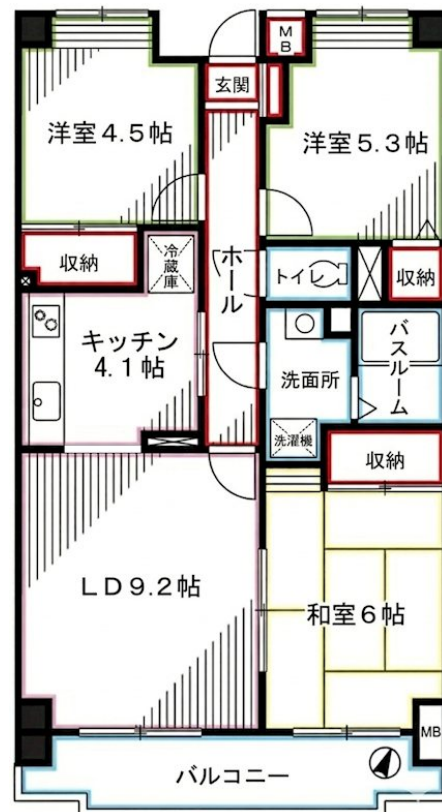 M
B
玄関
洋室4.5帖
洋室5.3帖
収納
冷蔵庫
ホール
トイレ
収納
キッチン
4.1帖
洗面所
バスルーム
洗濯機
収納
LD9.2帖
和室6帖
MB
バルコニー